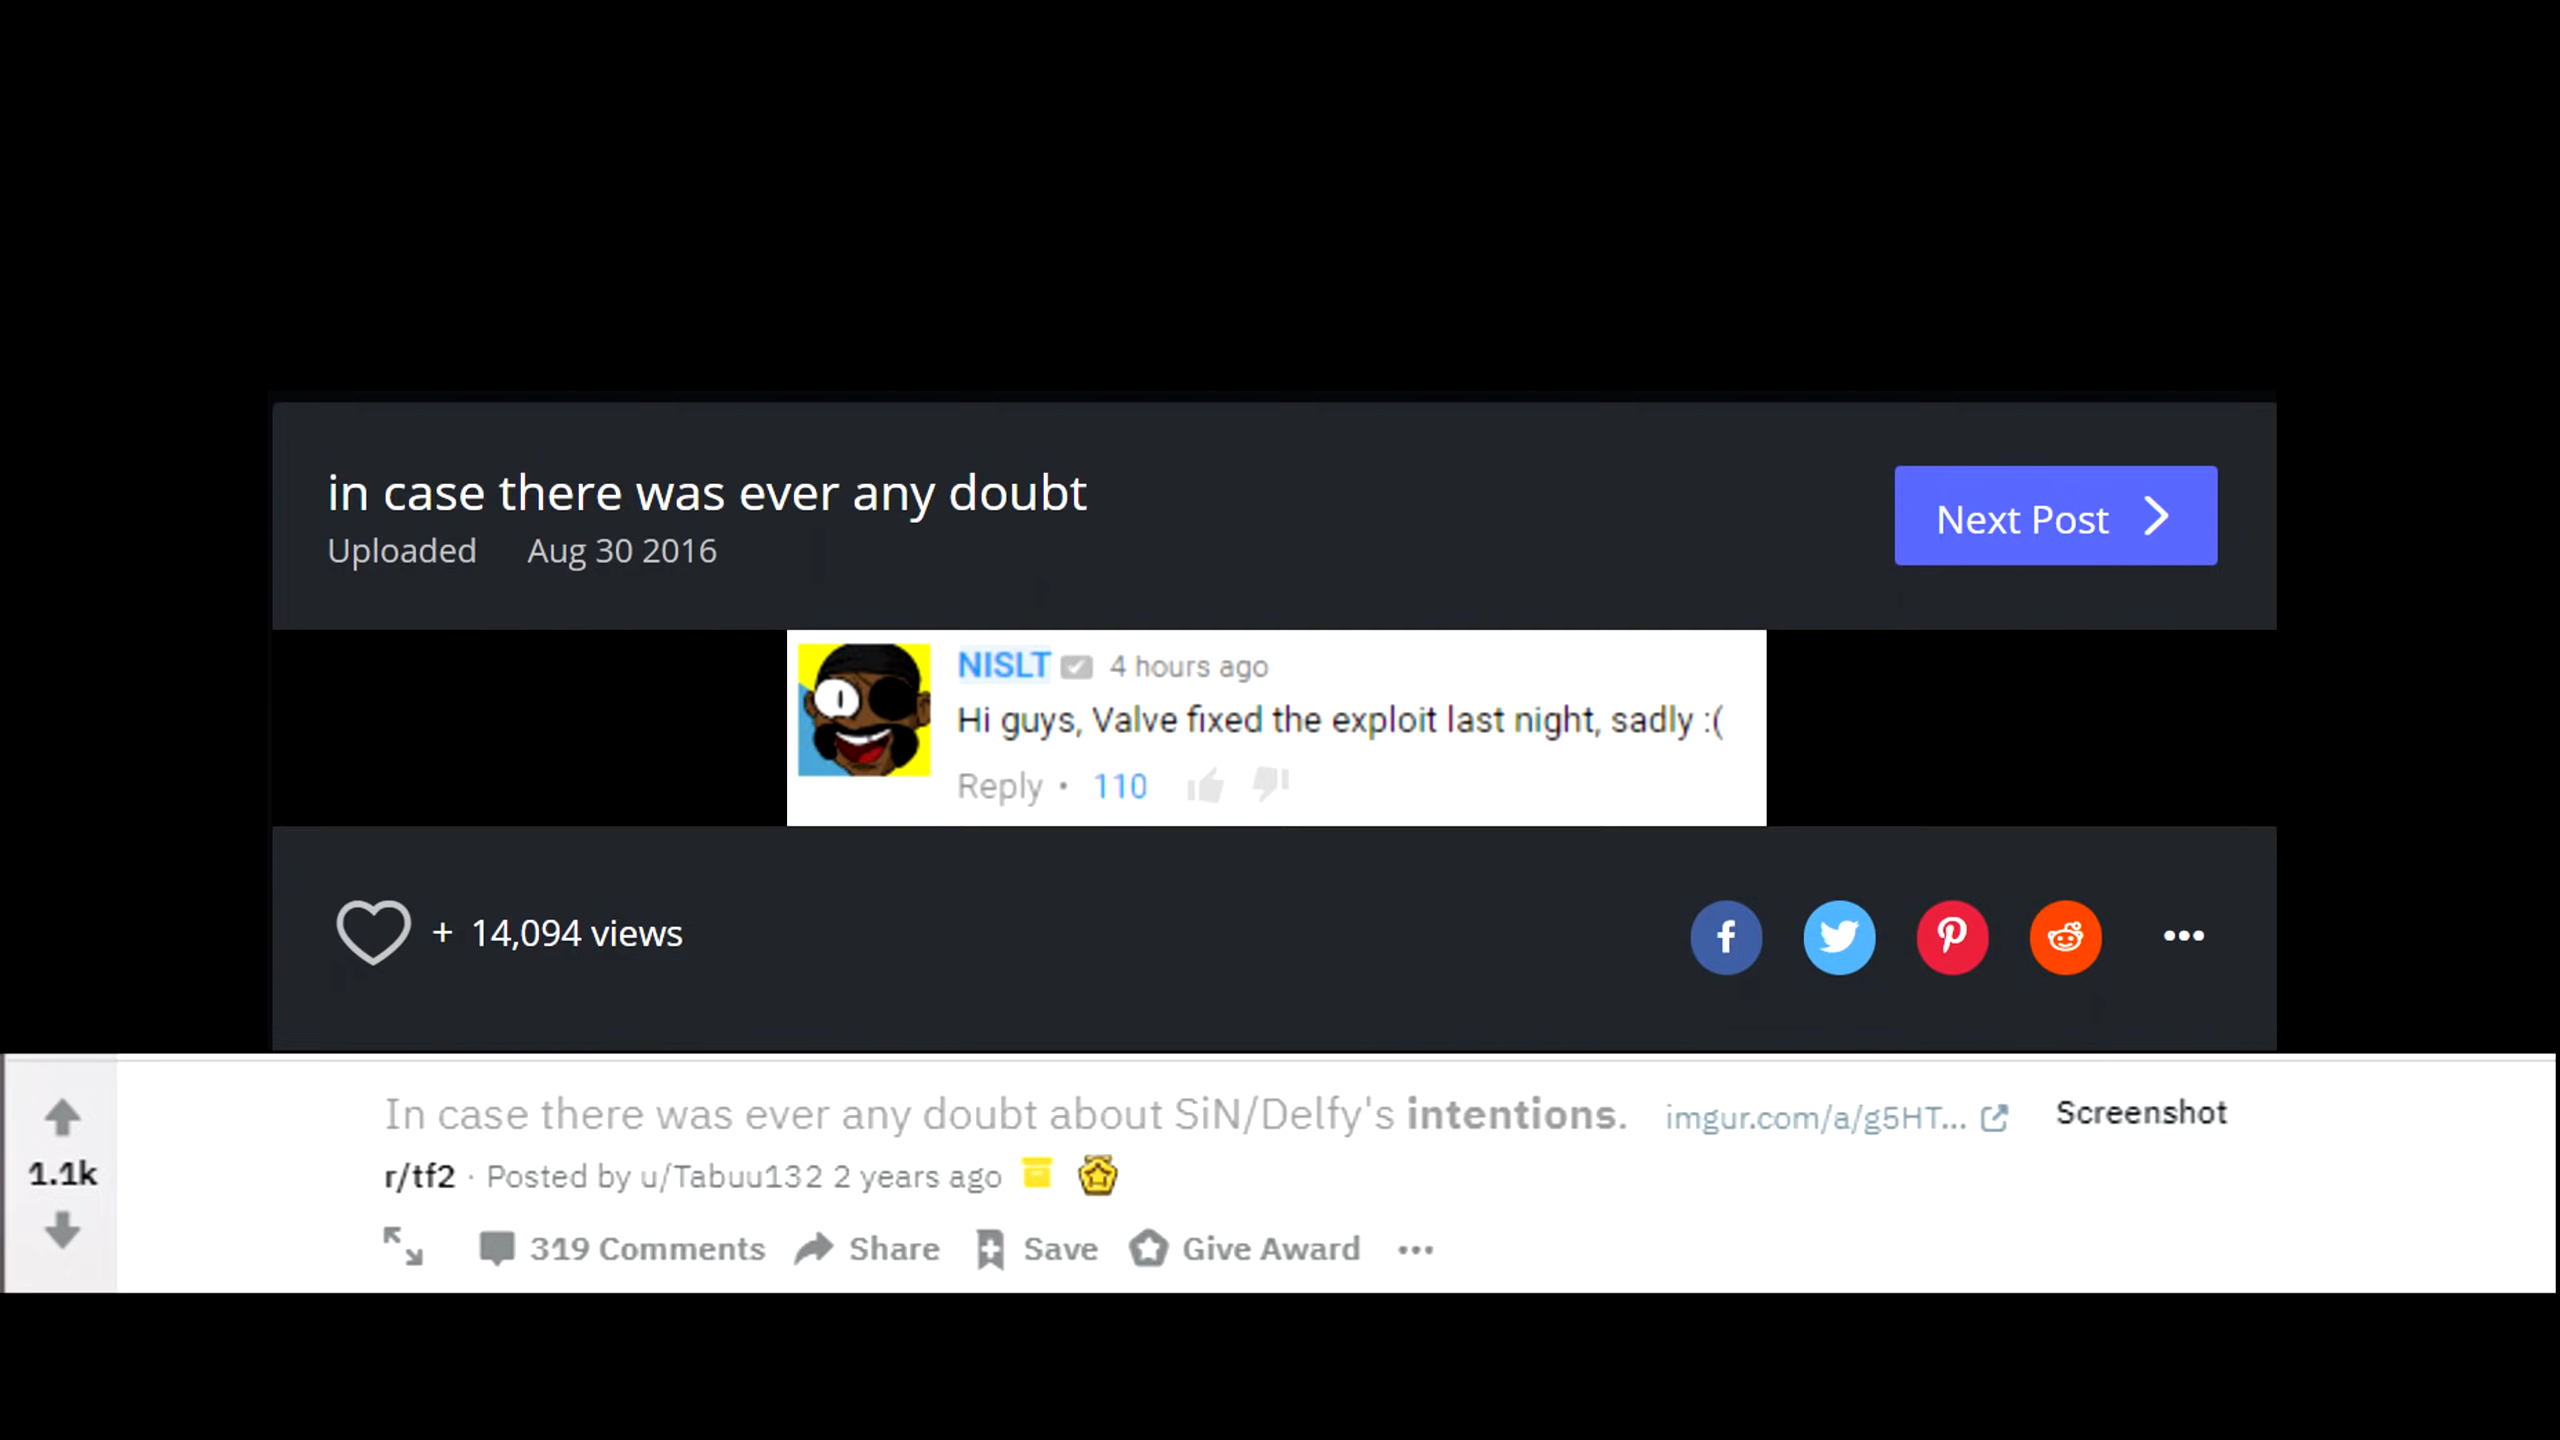 in case there was ever any doubt
Uploaded Aug 30 2016
Next Post
NISLT 4 hours ago
Hi guys, Valve fixed the exploit last night, sadly :(
Reply • 110
+ 14,094 views
•••
In case there was ever any doubt about SiN/Delfy's intentions. imgur.com/a/g5HT... Screenshot
1.1k
r/tf2 · Posted by u/Tabuu132 2 years ago
319 Comments Share Save Give Award •••